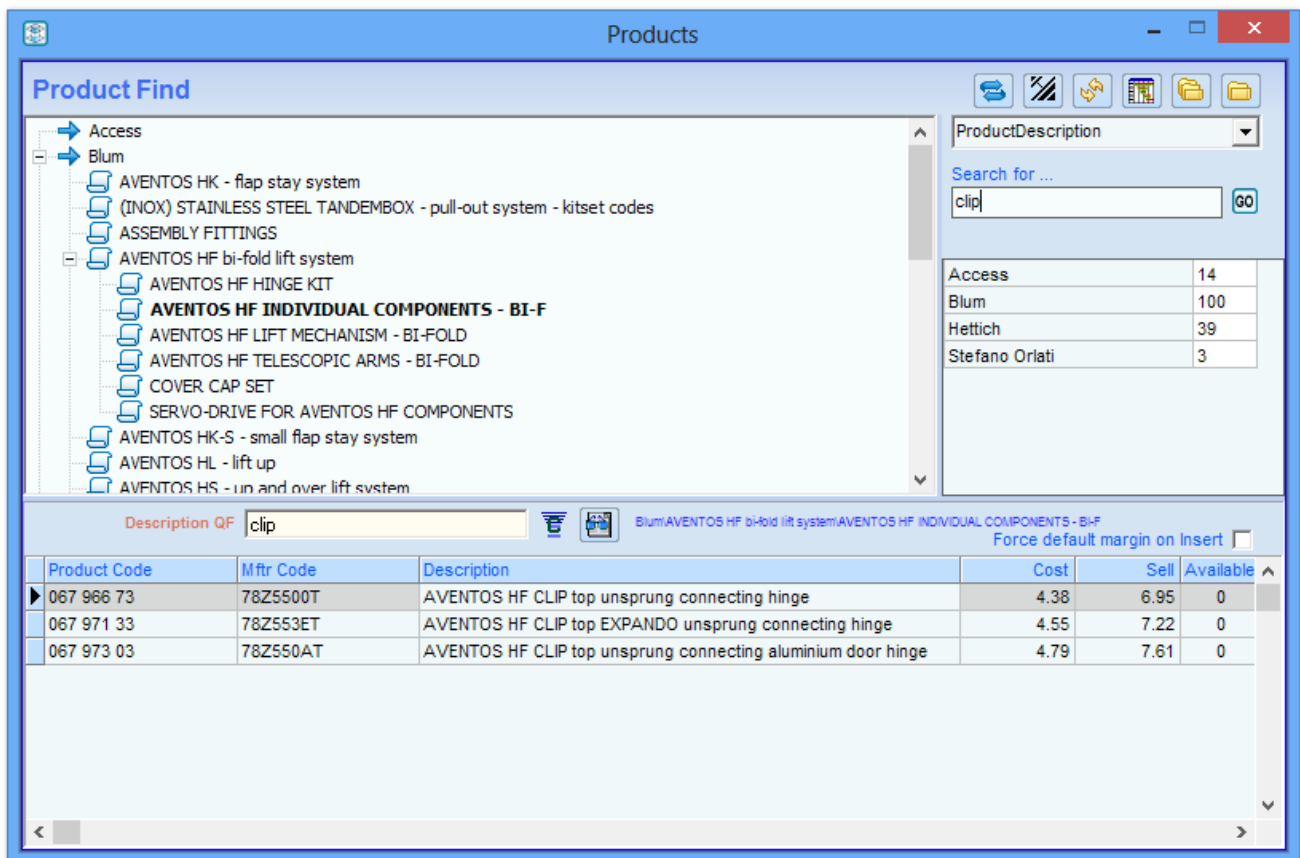 Products
Product Find
Access
Blum
AVENTOS HK - flap stay system
(INOX) STAINLESS STEEL TANDEMBOX - pull-out system - kitset codes
ASSEMBLY FITTINGS
AVENTOS HF bi-fold lift system
AVENTOS HF HINGE KIT
AVENTOS HF INDIVIDUAL COMPONENTS - BI-F
AVENTOS HF LIFT MECHANISM - BI-FOLD
AVENTOS HF TELESCOPIC ARMS - BI-FOLD
COVER CAP SET
SERVO-DRIVE FOR AVENTOS HF COMPONENTS
AVENTOS HK-S - small flap stay system
AVENTOS HL - lift up
AVENTOS HS - up and over lift system
ProductDescription
Search for ...
clip GO
Access 14
Blum 100
Hettich 39
Stefano Orlati 3
Description QF clip Blum\AVENTOS HF bi-fold lift system\AVENTOS HF INDIVIDUAL COMPONENTS - BI-F
Force default margin on Insert
Product Code Mftr Code Description Cost Sell Available
067 966 73 78Z5500T AVENTOS HF CLIP top unsprung connecting hinge 4.38 6.95 0
067 971 33 78Z553ET AVENTOS HF CLIP top EXPANDO unsprung connecting hinge 4.55 7.22 0
067 973 03 78Z550AT AVENTOS HF CLIP top unsprung connecting aluminium door hinge 4.79 7.61 0